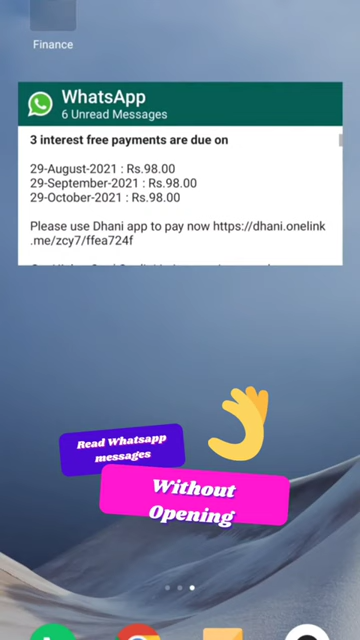 Finance
WhatsApp
6 Unread Messages
3 interest free payments are due on
29-August-2021 : Rs.98.00
29-September-2021 : Rs.98.00
29-October-2021 : Rs.98.00
Please use Dhani app to pay now https://dhani.onelink
.me/zcy7/ffea724f
Read Whatsapp
messages
Without
Opening